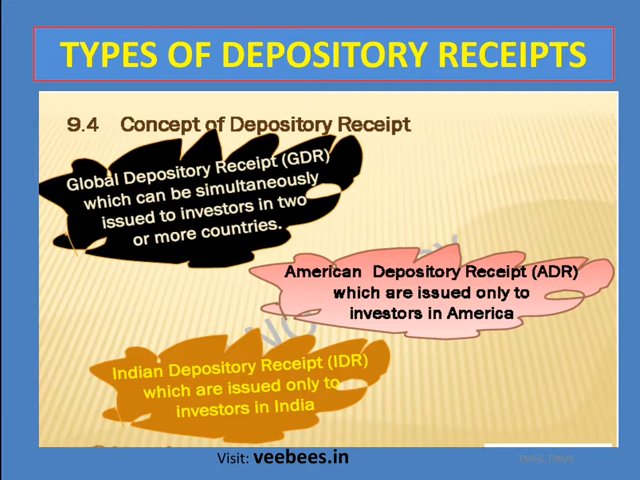 TYPES OF DEPOSITORY RECEIPTS
9.4 Concept of Depository Receipt
Global Depository Receipt (GDR)
which can be simultaneously
issued to investors in two
or more countries.
American Depository Receipt (ADR)
which are issued only to
investors in America
Indian Depository Receipt (IDR)
which are issued only to
investors in India
Visit: veebees.in